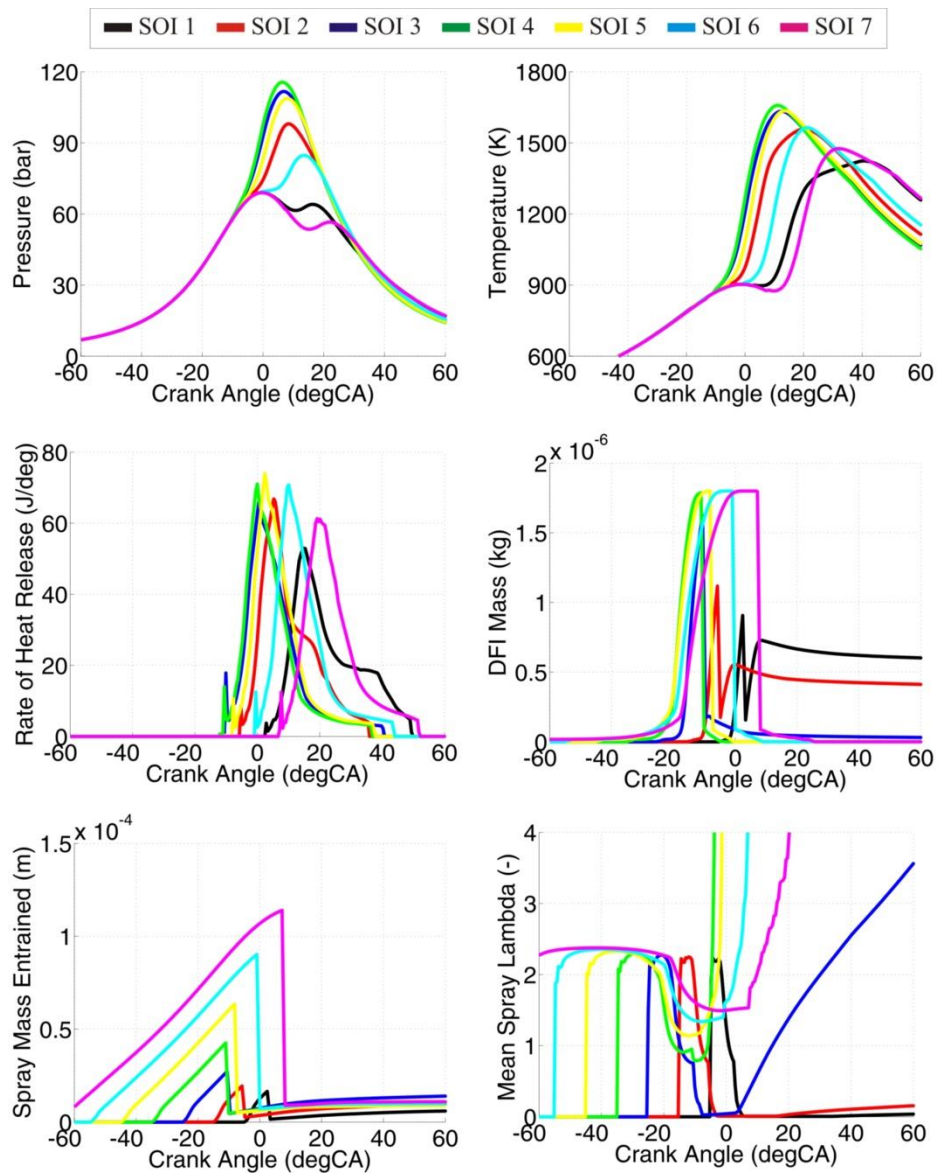 SOI 1 SOI 2 SOI 3 SOI 4 SOI 5 SOI 6 SOI 7
120
90
60
30
0
Pressure (bar)
-60 -40 -20 0 20 40 60
Crank Angle (degCA)
1800
1500
1200
900
600
Temperature (K)
-60 -40 -20 0 20 40 60
Crank Angle (degCA)
80
60
40
20
0
Rate of Heat Release (J/deg)
-60 -40 -20 0 20 40 60
Crank Angle (degCA)
x 10-6
2
1.5
1
0.5
0
DFI Mass (kg)
-60 -40 -20 0 20 40 60
Crank Angle (degCA)
x 10-4
1.5
1
0.5
0
Spray Mass Entrained (m)
-60 -40 -20 0 20 40 60
Crank Angle (degCA)
4
3
2
1
0
Mean Spray Lambda (-)
-60 -40 -20 0 20 40 60
Crank Angle (degCA)